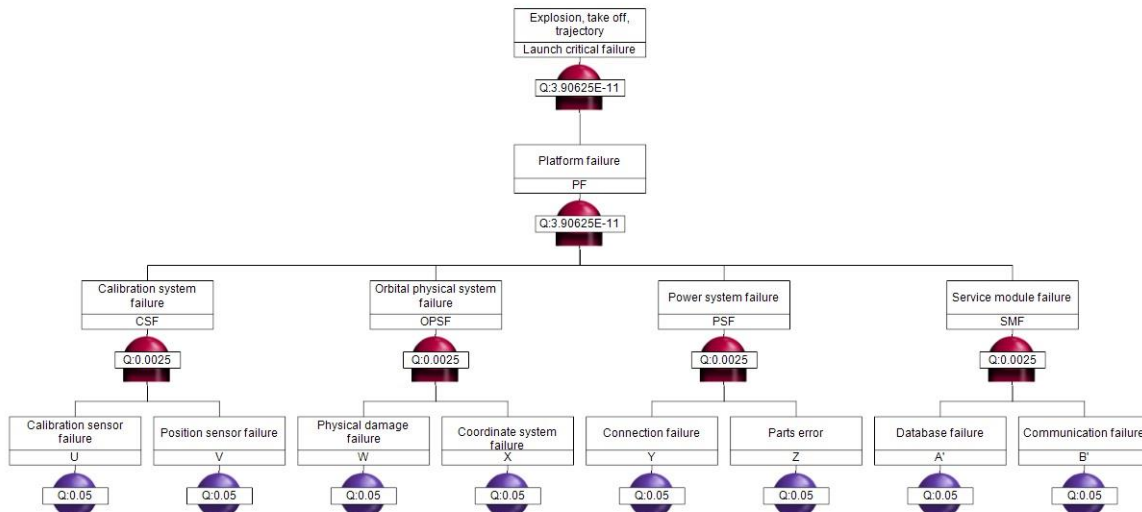 Explosion, take off,
trajectory
Launch critical failure
Q:3.90625E-11
Platform failure
PF
Q:3.90625E-11
Calibration system
failure
CSF
Q:0.0025
Orbital physical system
failure
OPSF
Q:0.0025
Power system failure
PSF
Q:0.0025
Service module failure
SMF
Q:0.0025
Calibration sensor
failure
U
Q:0.05
Position sensor failure
V
Q:0.05
Physical damage
failure
W
Q:0.05
Coordinate system
failure
X
Q:0.05
Connection failure
Y
Q:0.05
Parts error
Z
Q:0.05
Database failure
A'
Q:0.05
Communication failure
B'
Q:0.05